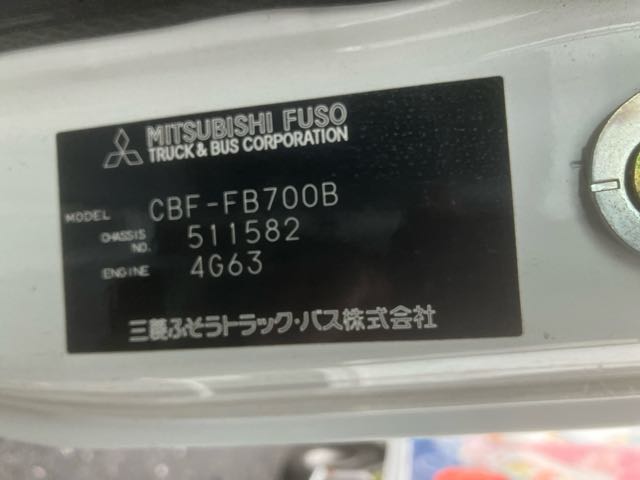 MITSUBISHI FUSO
TRUCK & BUS CORPORATION
MODEL CBF-FB700B
CHASSIS NO. 511582
ENGINE 4G63
三菱ふそうトラック・バス株式会社